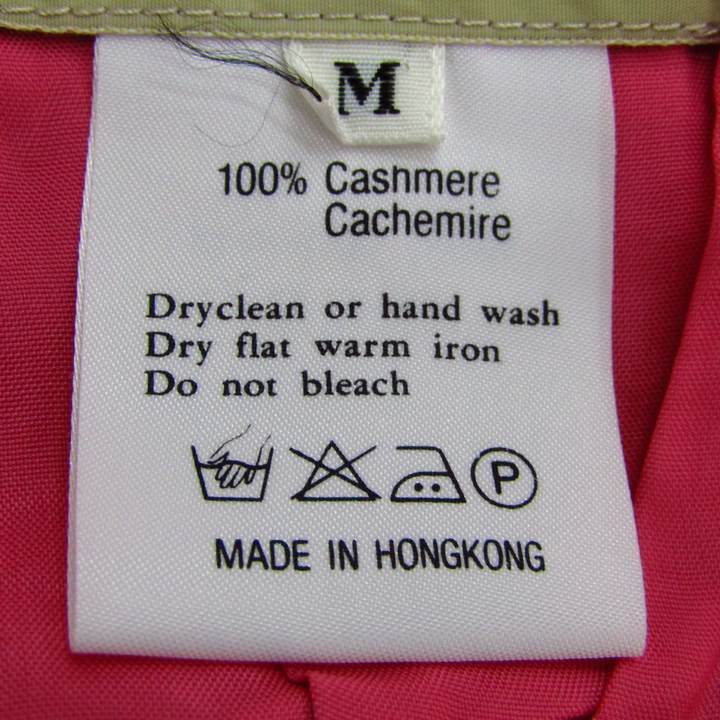 M
100% Cashmere
Cachemire
Dryclean or hand wash
Dry flat warm iron
Do not bleach
P
MADE IN HONGKONG